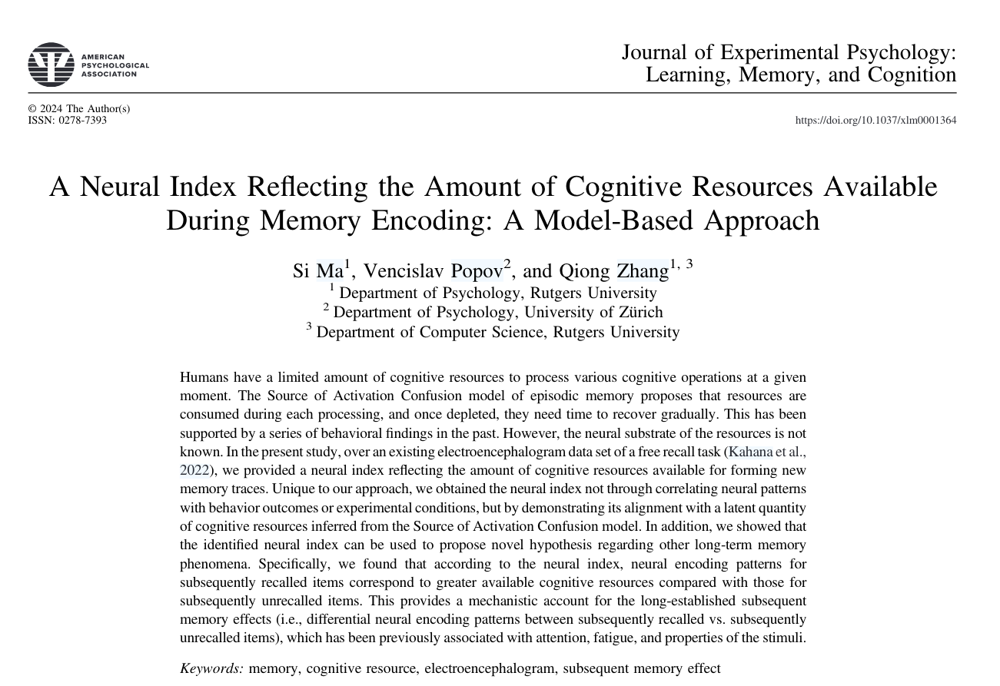 AMERICAN
PSYCHOLOGICAL
ASSOCIATION
Journal of Experimental Psychology:
Learning, Memory, and Cognition
© 2024 The Author(s)
ISSN: 0278-7393
https://doi.org/10.1037/xlm0001364
A Neural Index Reflecting the Amount of Cognitive Resources Available
During Memory Encoding: A Model-Based Approach
Si Ma1, Vencislav Popov2, and Qiong Zhang1, 3
1 Department of Psychology, Rutgers University
2 Department of Psychology, University of Zürich
3 Department of Computer Science, Rutgers University
Humans have a limited amount of cognitive resources to process various cognitive operations at a given
moment. The Source of Activation Confusion model of episodic memory proposes that resources are
consumed during each processing, and once depleted, they need time to recover gradually. This has been
supported by a series of behavioral findings in the past. However, the neural substrate of the resources is not
known. In the present study, over an existing electroencephalogram data set of a free recall task (Kahana et al.,
2022), we provided a neural index reflecting the amount of cognitive resources available for forming new
memory traces. Unique to our approach, we obtained the neural index not through correlating neural patterns
with behavior outcomes or experimental conditions, but by demonstrating its alignment with a latent quantity
of cognitive resources inferred from the Source of Activation Confusion model. In addition, we showed that
the identified neural index can be used to propose novel hypothesis regarding other long-term memory
phenomena. Specifically, we found that according to the neural index, neural encoding patterns for
subsequently recalled items correspond to greater available cognitive resources compared with those for
subsequently unrecalled items. This provides a mechanistic account for the long-established subsequent
memory effects (i.e., differential neural encoding patterns between subsequently recalled vs. subsequently
unrecalled items), which has been previously associated with attention, fatigue, and properties of the stimuli.
Keywords: memory, cognitive resource, electroencephalogram, subsequent memory effect